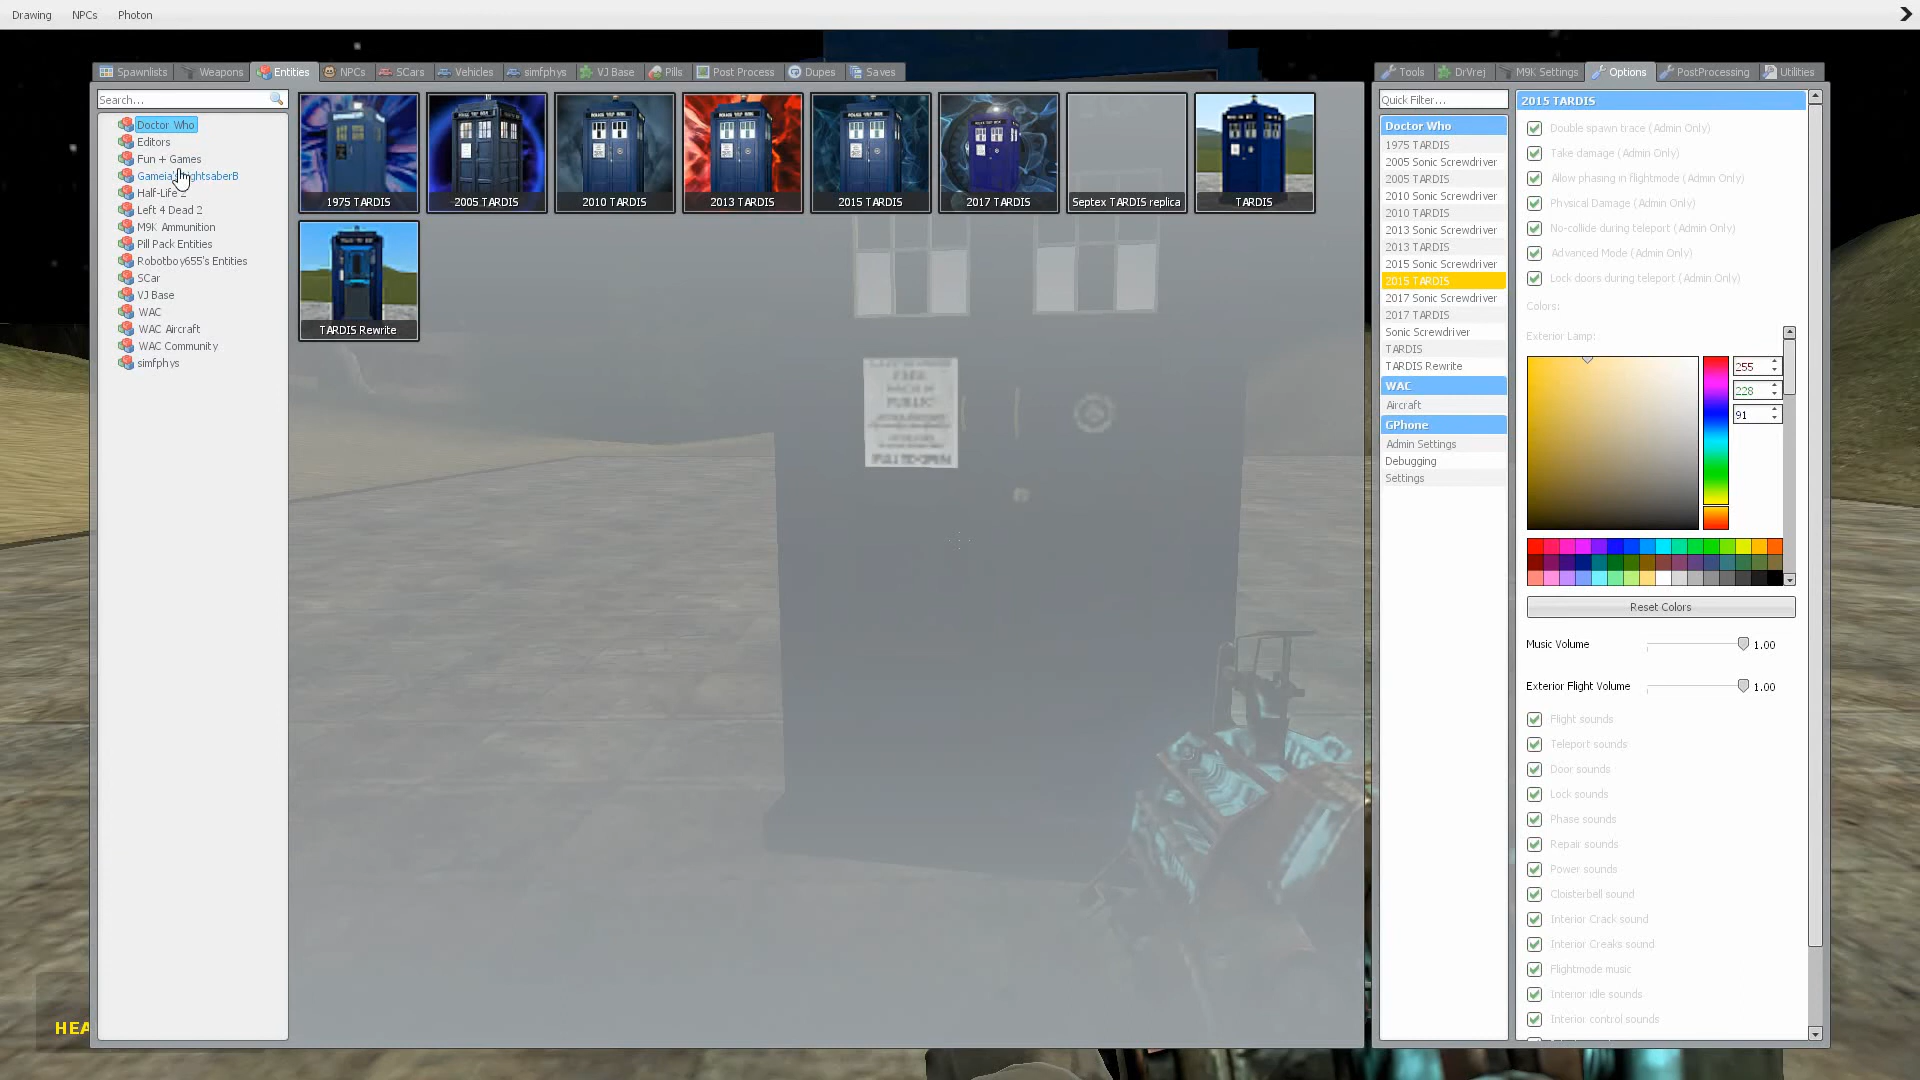 Drawing NPCs Photon
Spawnlists Weapons Entities NPCs SCars Vehicles simfphys VJ Base Pills Post Process Dupes Saves
Search...
Doctor Who
Editors
Fun + Games
Half-Life 2
Left 4 Dead 2
M9K Ammunition
Pill Pack Entities
Robotboy655's Entities
SCar
VJ Base
WAC
WAC Aircraft
WAC Community
simfphys
1975 TARDIS
2005 TARDIS
2010 TARDIS
2013 TARDIS
2015 TARDIS
2017 TARDIS
Septex TARDIS replica
TARDIS
TARDIS Rewrite
PUBLIC
PULL TO OPEN
HEA
Tools DrVrej M9K Settings Options PostProcessing Utilities
Quick Filter...
Doctor Who
1975 TARDIS
2005 Sonic Screwdriver
2005 TARDIS
2010 Sonic Screwdriver
2010 TARDIS
2013 Sonic Screwdriver
2013 TARDIS
2015 Sonic Screwdriver
2015 TARDIS
2017 Sonic Screwdriver
2017 TARDIS
Sonic Screwdriver
TARDIS
TARDIS Rewrite
WAC
Aircraft
GPhone
Admin Settings
Debugging
Settings
2015 TARDIS
Double spawn trace (Admin Only)
Take damage (Admin Only)
Allow phasing in flightmode (Admin Only)
Physical Damage (Admin Only)
No-collide during teleport (Admin Only)
Advanced Mode (Admin Only)
Lock doors during teleport (Admin Only)
Colors:
Exterior Lamp:
255
228
91
Reset Colors
Music Volume 1.00
Exterior Flight Volume 1.00
Flight sounds
Teleport sounds
Door sounds
Lock sounds
Phase sounds
Repair sounds
Power sounds
Cloisterbell sound
Interior Crack sound
Interior Creaks sound
Flightmode music
Interior idle sounds
Interior control sounds